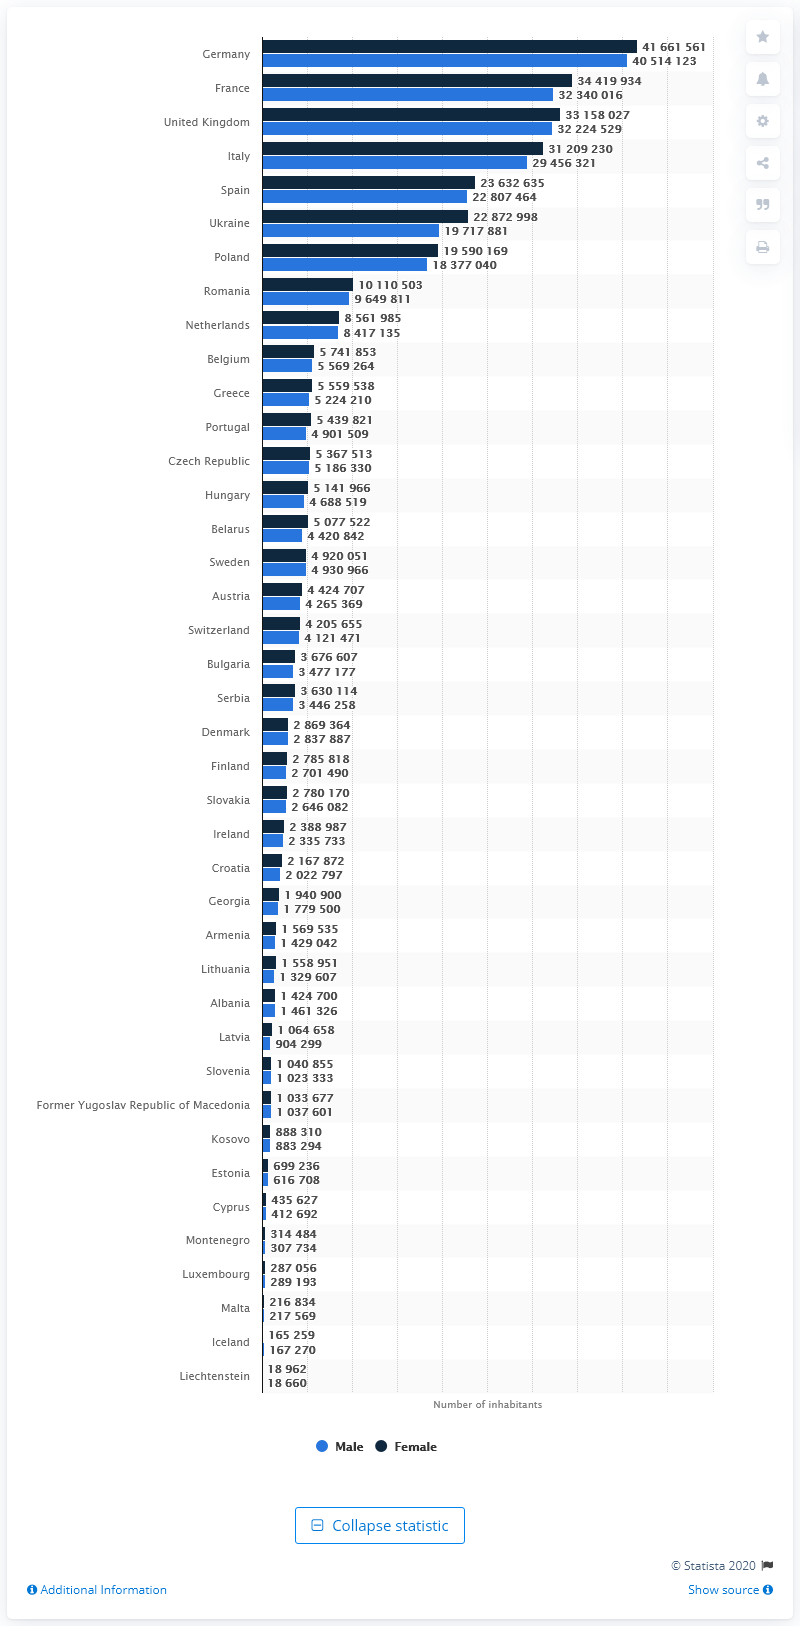 Germany
41 661 561
40 514 123
France
34 419 934
32 340 016
United Kingdom
33 158 027
32 224 529
Italy
31 209 230
29 456 321
Spain
23 632 635
22 807 464
Ukraine
22 872 998
19 717 881
Poland
19 590 169
18 377 040
Romania
10 110 503
9 649 811
Netherlands
8 561 985
8 417 135
Belgium
5 741 853
5 569 264
Greece
5 559 538
5 224 210
Portugal
5 439 821
4 901 509
Czech Republic
5 367 513
5 186 330
Hungary
5 141 966
4 688 519
Belarus
5 077 522
4 420 842
Sweden
4 920 051
4 930 966
Austria
4 424 707
4 265 369
Switzerland
4 205 655
4 121 471
Bulgaria
3 676 607
3 477 177
Serbia
3 630 114
3 446 258
Denmark
2 869 364
2 837 887
Finland
2 785 818
2 701 490
Slovakia
2 780 170
2 646 082
Ireland
2 388 987
2 335 733
Croatia
2 167 872
2 022 797
Georgia
1 940 900
1 779 500
Armenia
1 569 535
1 429 042
Lithuania
1 558 951
1 329 607
Albania
1 424 700
1 461 326
Latvia
1 064 658
904 299
Slovenia
1 040 855
1 023 333
Former Yugoslav Republic of Macedonia
1 033 677
1 037 601
Kosovo
888 310
883 294
Estonia
699 236
616 708
Cyprus
435 627
412 692
Montenegro
314 484
307 734
Luxembourg
287 056
289 193
Malta
216 834
217 569
Iceland
165 259
167 270
Liechtenstein
18 962
18 660
Number of inhabitants
Male Female
Collapse statistic
© Statista 2020
Additional Information
Show source